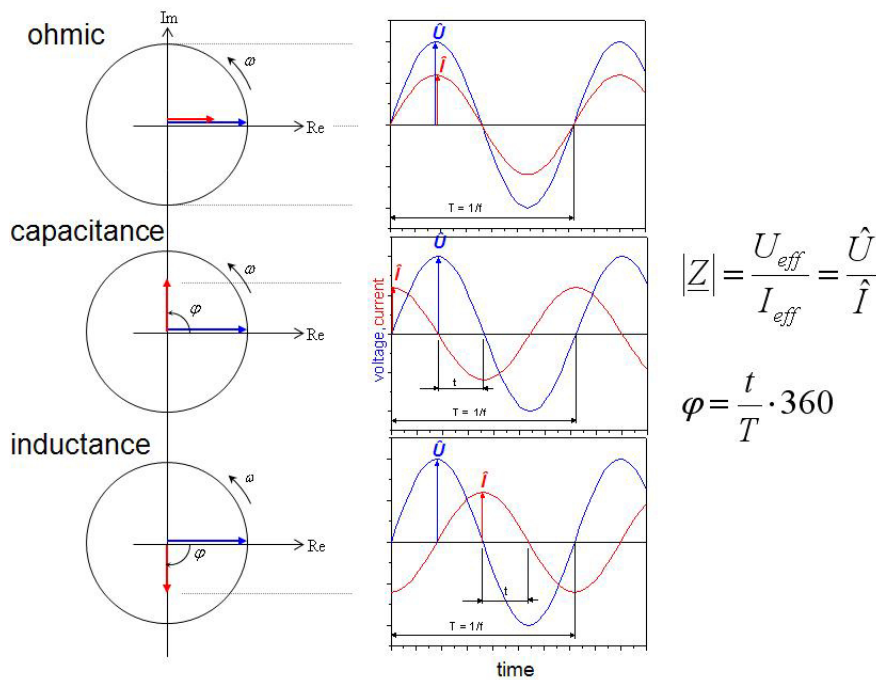 ohmic
Im
ω
Re
Û
Î
T = 1/f
capacitance
ω
φ
Re
voltage, current
Û
Î
t
T = 1/f
inductance
ω
φ
Re
Û
Î
t
T = 1/f
time
|Z| = U_eff / I_eff = Û / Î
φ = t / T · 360